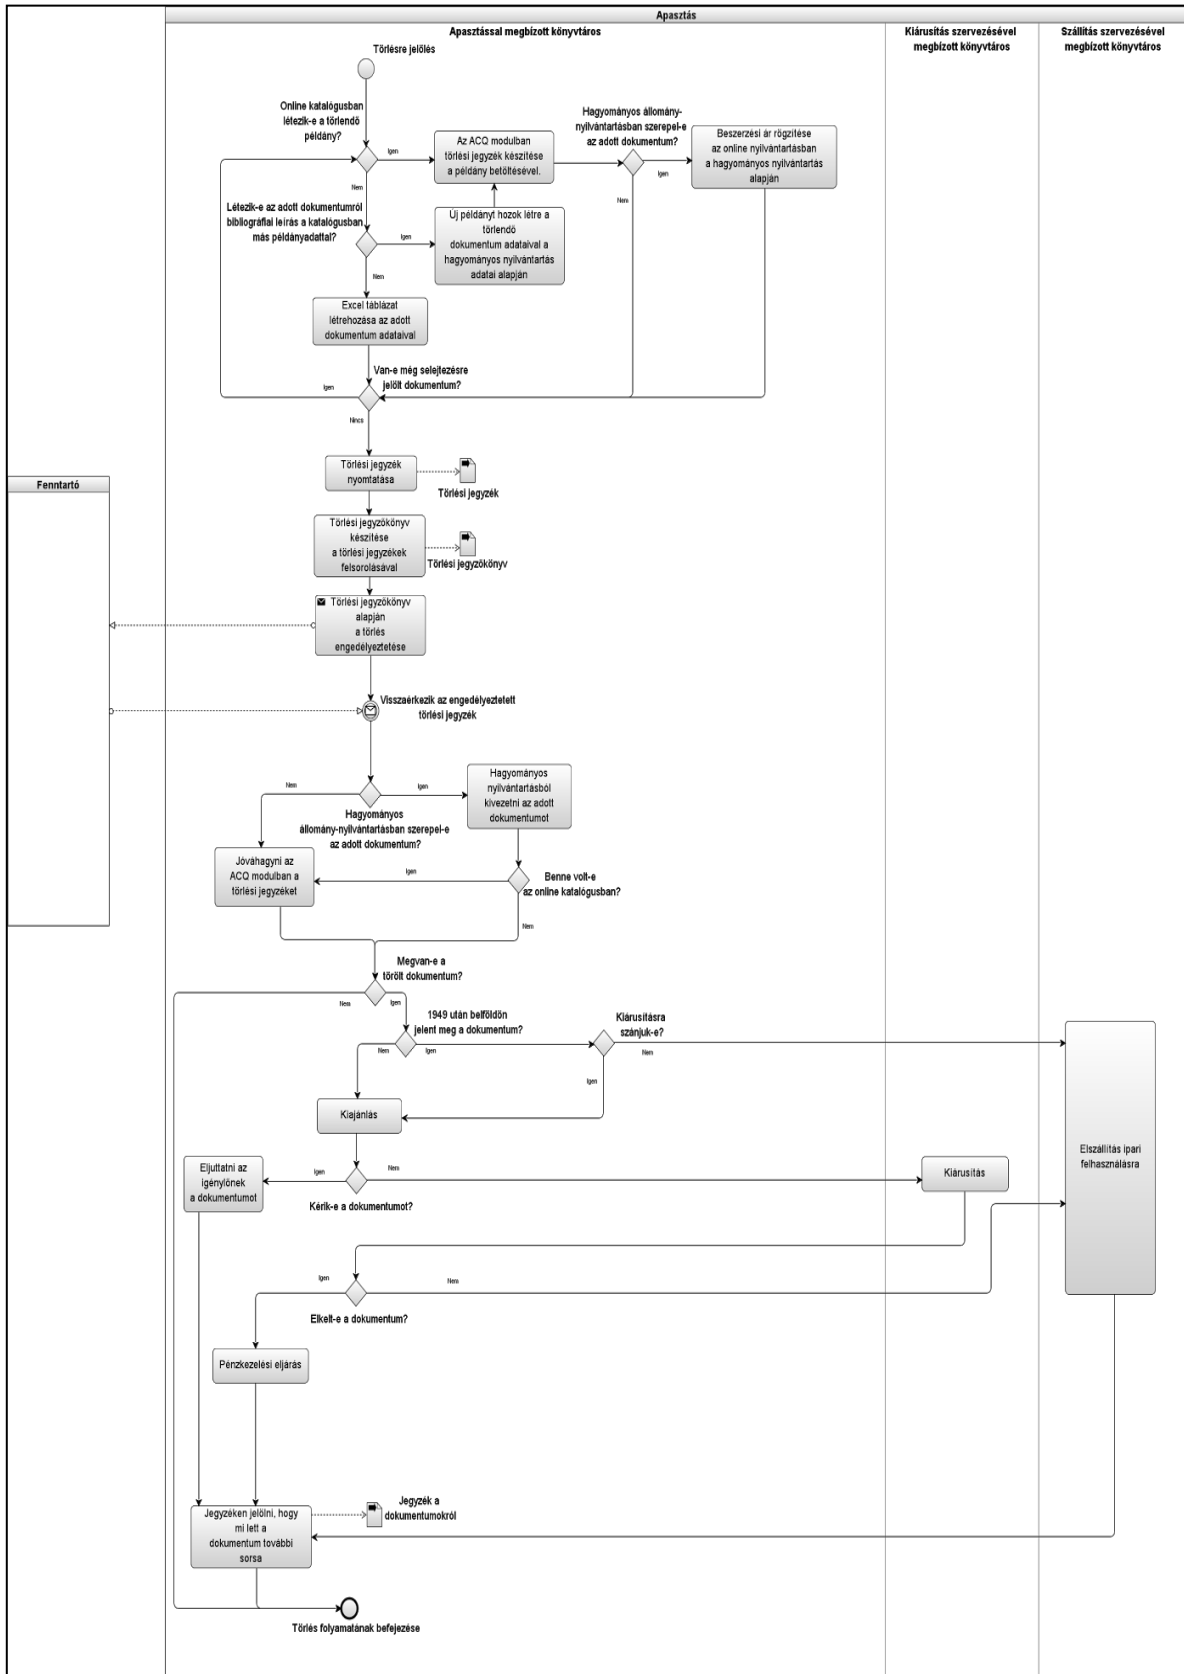 Apasztás
Apasztással megbízott könyvtáros
Kiárusítás szervezésével
megbízott könyvtáros
Szállítás szervezésével
megbízott könyvtáros
Törlésre jelölés
Online katalógusban
létezik-e a törlendő
példány?
Igen
Nem
Az ACQ modulban
törlési jegyzék készítése
a példány betöltésével.
Hagyományos állomány-
nyilvántartásban szerepel-e
az adott dokumentum?
Igen
Nem
Beszerzési ár rögzítése
az online nyilvántartásban
a hagyományos nyilvántartás
alapján
Létezik-e az adott dokumentumról
bibliográfiai leírás a katalógusban
más példányadattal?
Igen
Nem
Új példányt hozok létre a
törlendő
dokumentum adataival a
hagyományos nyilvántartás
adatai alapján
Excel táblázat
létrehozása az adott
dokumentum adataival
Van-e még selejtezésre
jelölt dokumentum?
Igen
Nincs
Törlési jegyzék
nyomtatása
Törlési jegyzék
Fenntartó
Törlési jegyzőkönyv
készítése
a törlési jegyzékek
felsorolásával
Törlési jegyzőkönyv
Törlési jegyzőkönyv
alapján
a törlés
engedélyeztetése
Visszaérkezik az engedélyeztetett
törlési jegyzék
Nem
Igen
Hagyományos
állomány-nyilvántartásban szerepel-e
az adott dokumentum?
Hagyományos
nyilvántartásból
kivezetni az adott
dokumentumot
Jóváhagyni az
ACQ modulban a
törlési jegyzéket
Igen
Benne volt-e
az online katalógusban?
Nem
Megvan-e a
törölt dokumentum?
Nem
Igen
1949 után belföldön
jelent meg a dokumentum?
Nem
Igen
Kiárusításra
szánjuk-e?
Nem
Igen
Kiajánlás
Elszállítás ipari
felhasználásra
Eljuttatni az
igénylőnek
a dokumentumot
Igen
Nem
Kérik-e a dokumentumot?
Kiárusítás
Igen
Nem
Elkelt-e a dokumentum?
Pénzkezelési eljárás
Jegyzéken jelölni, hogy
mi lett a
dokumentum további
sorsa
Jegyzék a
dokumentumokról
Törlés folyamatának befejezése